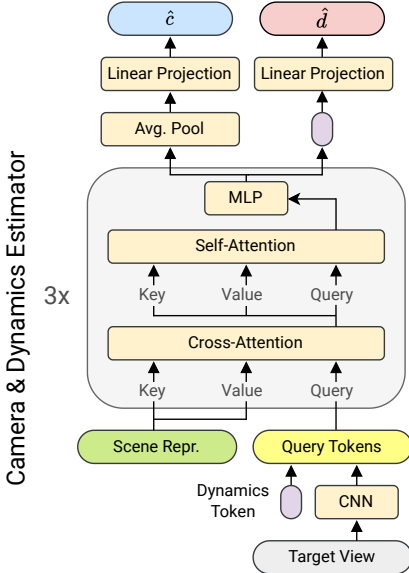 ĉ
d̂
Linear Projection
Linear Projection
Avg. Pool
MLP
Self-Attention
Key
Value
Query
Cross-Attention
Key
Value
Query
3x
Camera & Dynamics Estimator
Scene Repr.
Query Tokens
Dynamics
Token
CNN
Target View